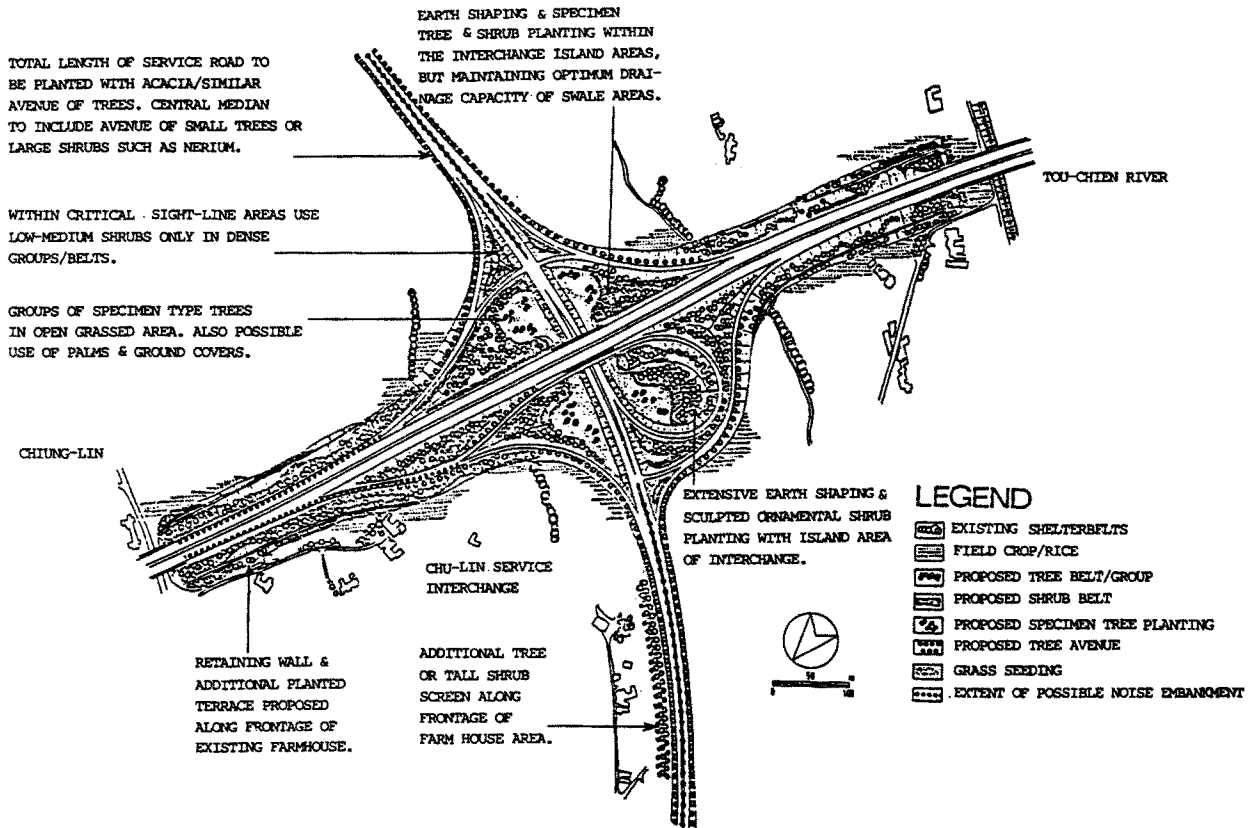 EARTH SHAPING & SPECIMEN
TREE & SHRUB PLANTING WITHIN
THE INTERCHANGE ISLAND AREAS,
BUT MAINTAINING OPTIMUM DRAI-
NAGE CAPACITY OF SWALE AREAS.
TOTAL LENGTH OF SERVICE ROAD TO
BE PLANTED WITH ACACIA/SIMILAR
AVENUE OF TREES. CENTRAL MEDIAN
TO INCLUDE AVENUE OF SMALL TREES OR
LARGE SHRUBS SUCH AS NERIUM.
TOU-CHIEN RIVER
WITHIN CRITICAL SIGHT-LINE AREAS USE
LOW-MEDIUM SHRUBS ONLY IN DENSE
GROUPS/BELTS.
GROUPS OF SPECIMEN TYPE TREES
IN OPEN GRASSED AREA. ALSO POSSIBLE
USE OF PALMS & GROUND COVERS.
CHIUNG-LIN
EXTENSIVE EARTH SHAPING &
SCULPTED ORNAMENTAL SHRUB
PLANTING WITH ISLAND AREA
OF INTERCHANGE.
CHU-LIN SERVICE
INTERCHANGE
RETAINING WALL &
ADDITIONAL PLANTED
TERRACE PROPOSED
ALONG FRONTAGE OF
EXISTING FARMHOUSE.
ADDITIONAL TREE
OR TALL SHRUB
SCREEN ALONG
FRONTAGE OF
FARM HOUSE AREA.
LEGEND
EXISTING SHELTERBELTS
FIELD CROP/RICE
PROPOSED TREE BELT/GROUP
PROPOSED SHRUB BELT
PROPOSED SPECIMEN TREE PLANTING
PROPOSED TREE AVENUE
GRASS SEEDING
EXTENT OF POSSIBLE NOISE EMBANKMENT
50 m
0 100